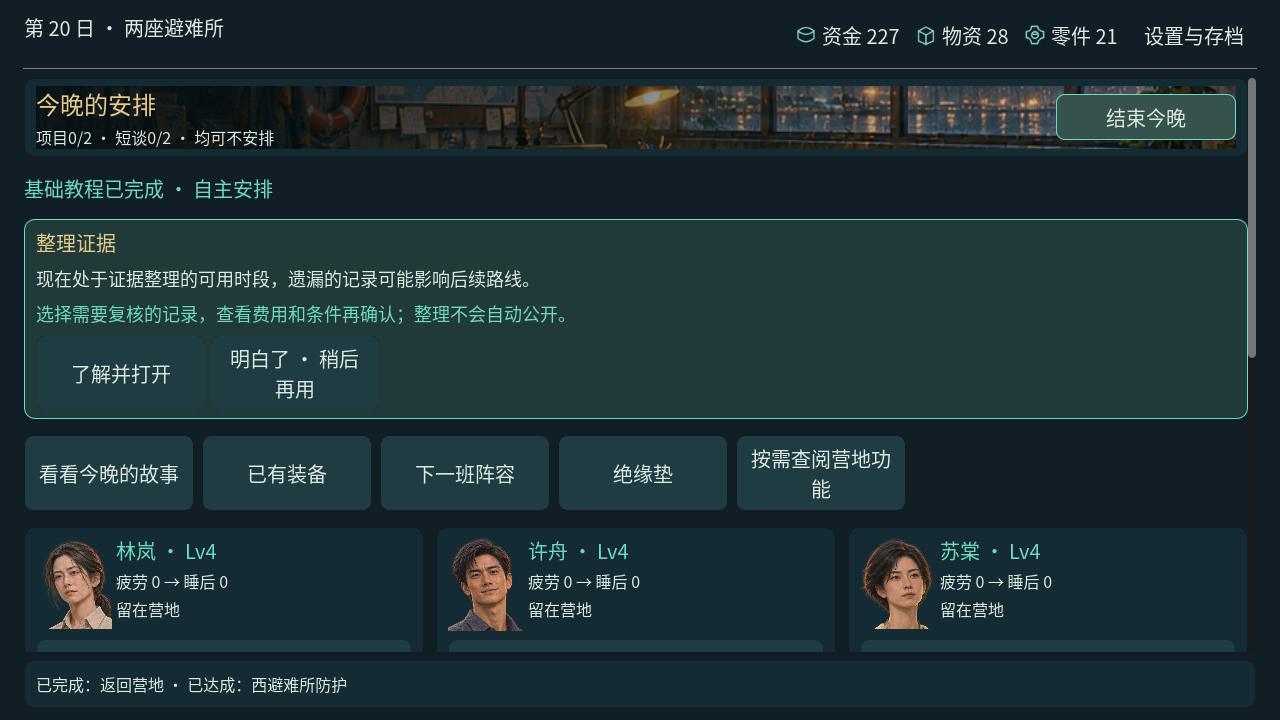 第 20 日 · 两座避难所
资金 227
物资 28
零件 21
设置与存档
今晚的安排
项目0/2 · 短谈0/2 · 均可不安排
结束今晚
基础教程已完成 · 自主安排
整理证据
现在处于证据整理的可用时段，遗漏的记录可能影响后续路线。
选择需要复核的记录，查看费用和条件再确认；整理不会自动公开。
了解并打开
明白了 · 稍后
再用
看看今晚的故事
已有装备
下一班阵容
绝缘垫
按需查阅营地功
能
林岚 · Lv4
疲劳 0 → 睡后 0
留在营地
许舟 · Lv4
疲劳 0 → 睡后 0
留在营地
苏棠 · Lv4
疲劳 0 → 睡后 0
留在营地
已完成：返回营地 · 已达成：西避难所防护